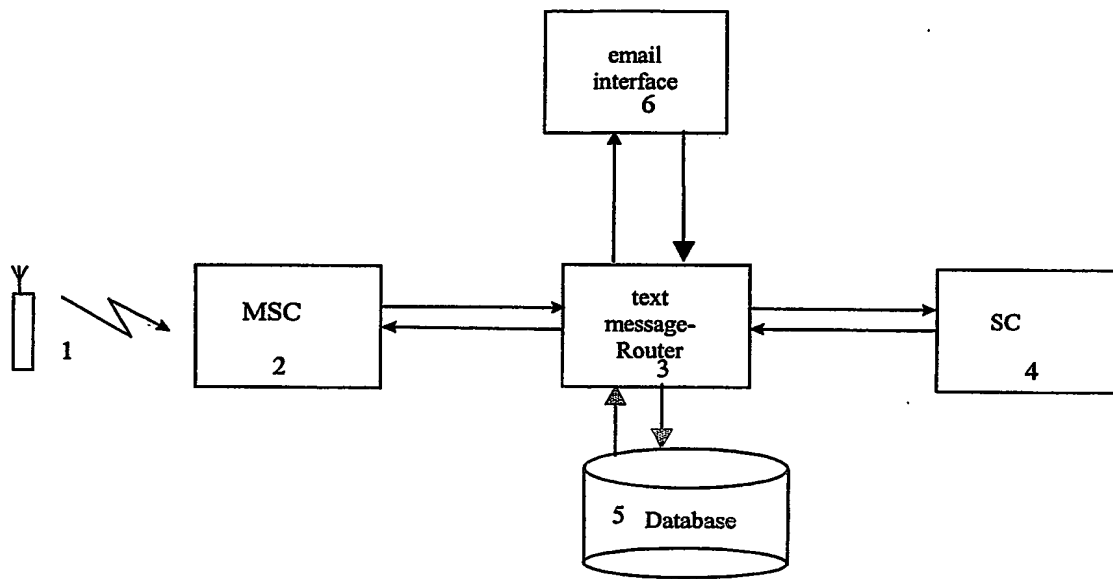 email
interface
6
MSC
2
1
text
message-
Router
3
SC
4
5 Database